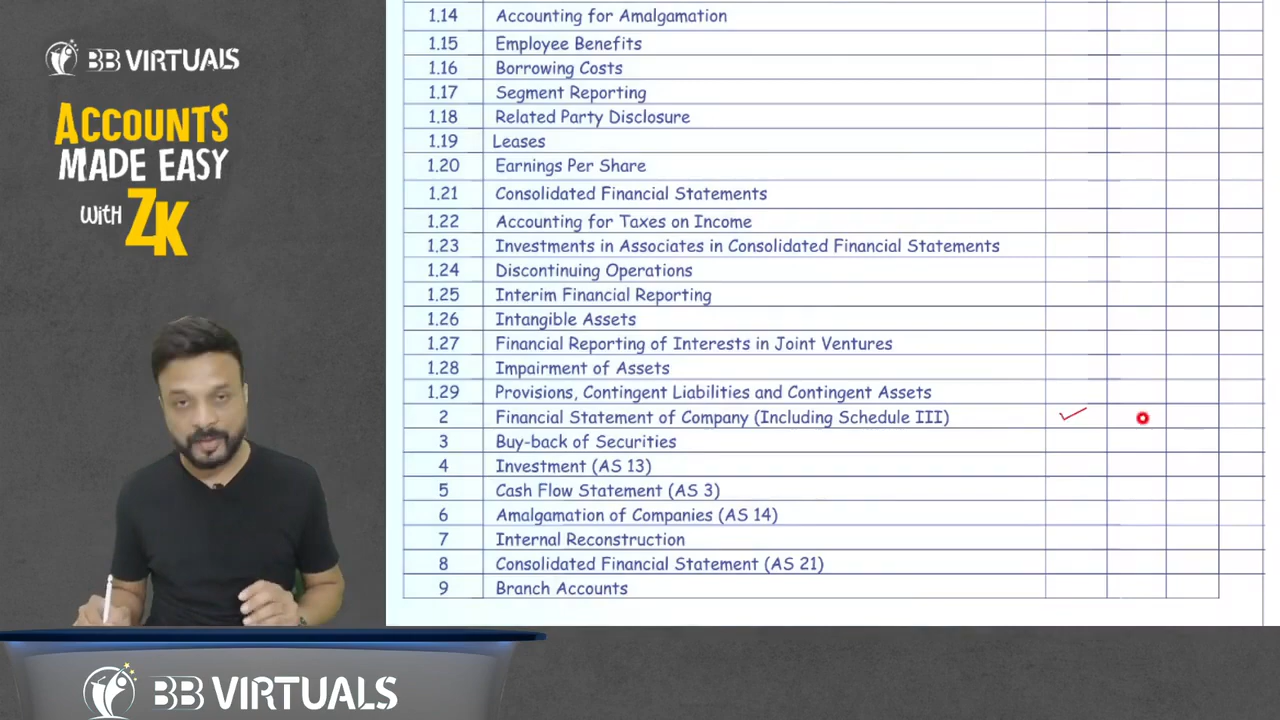 BB VIRTUALS
ACCOUNTS
MADE EASY
WITH ZK
1.14 Accounting for Amalgamation
1.15 Employee Benefits
1.16 Borrowing Costs
1.17 Segment Reporting
1.18 Related Party Disclosure
1.19 Leases
1.20 Earnings Per Share
1.21 Consolidated Financial Statements
1.22 Accounting for Taxes on Income
1.23 Investments in Associates in Consolidated Financial Statements
1.24 Discontinuing Operations
1.25 Interim Financial Reporting
1.26 Intangible Assets
1.27 Financial Reporting of Interests in Joint Ventures
1.28 Impairment of Assets
1.29 Provisions, Contingent Liabilities and Contingent Assets
2 Financial Statement of Company (Including Schedule III)
3 Buy-back of Securities
4 Investment (AS 13)
5 Cash Flow Statement (AS 3)
6 Amalgamation of Companies (AS 14)
7 Internal Reconstruction
8 Consolidated Financial Statement (AS 21)
9 Branch Accounts
BB VIRTUALS